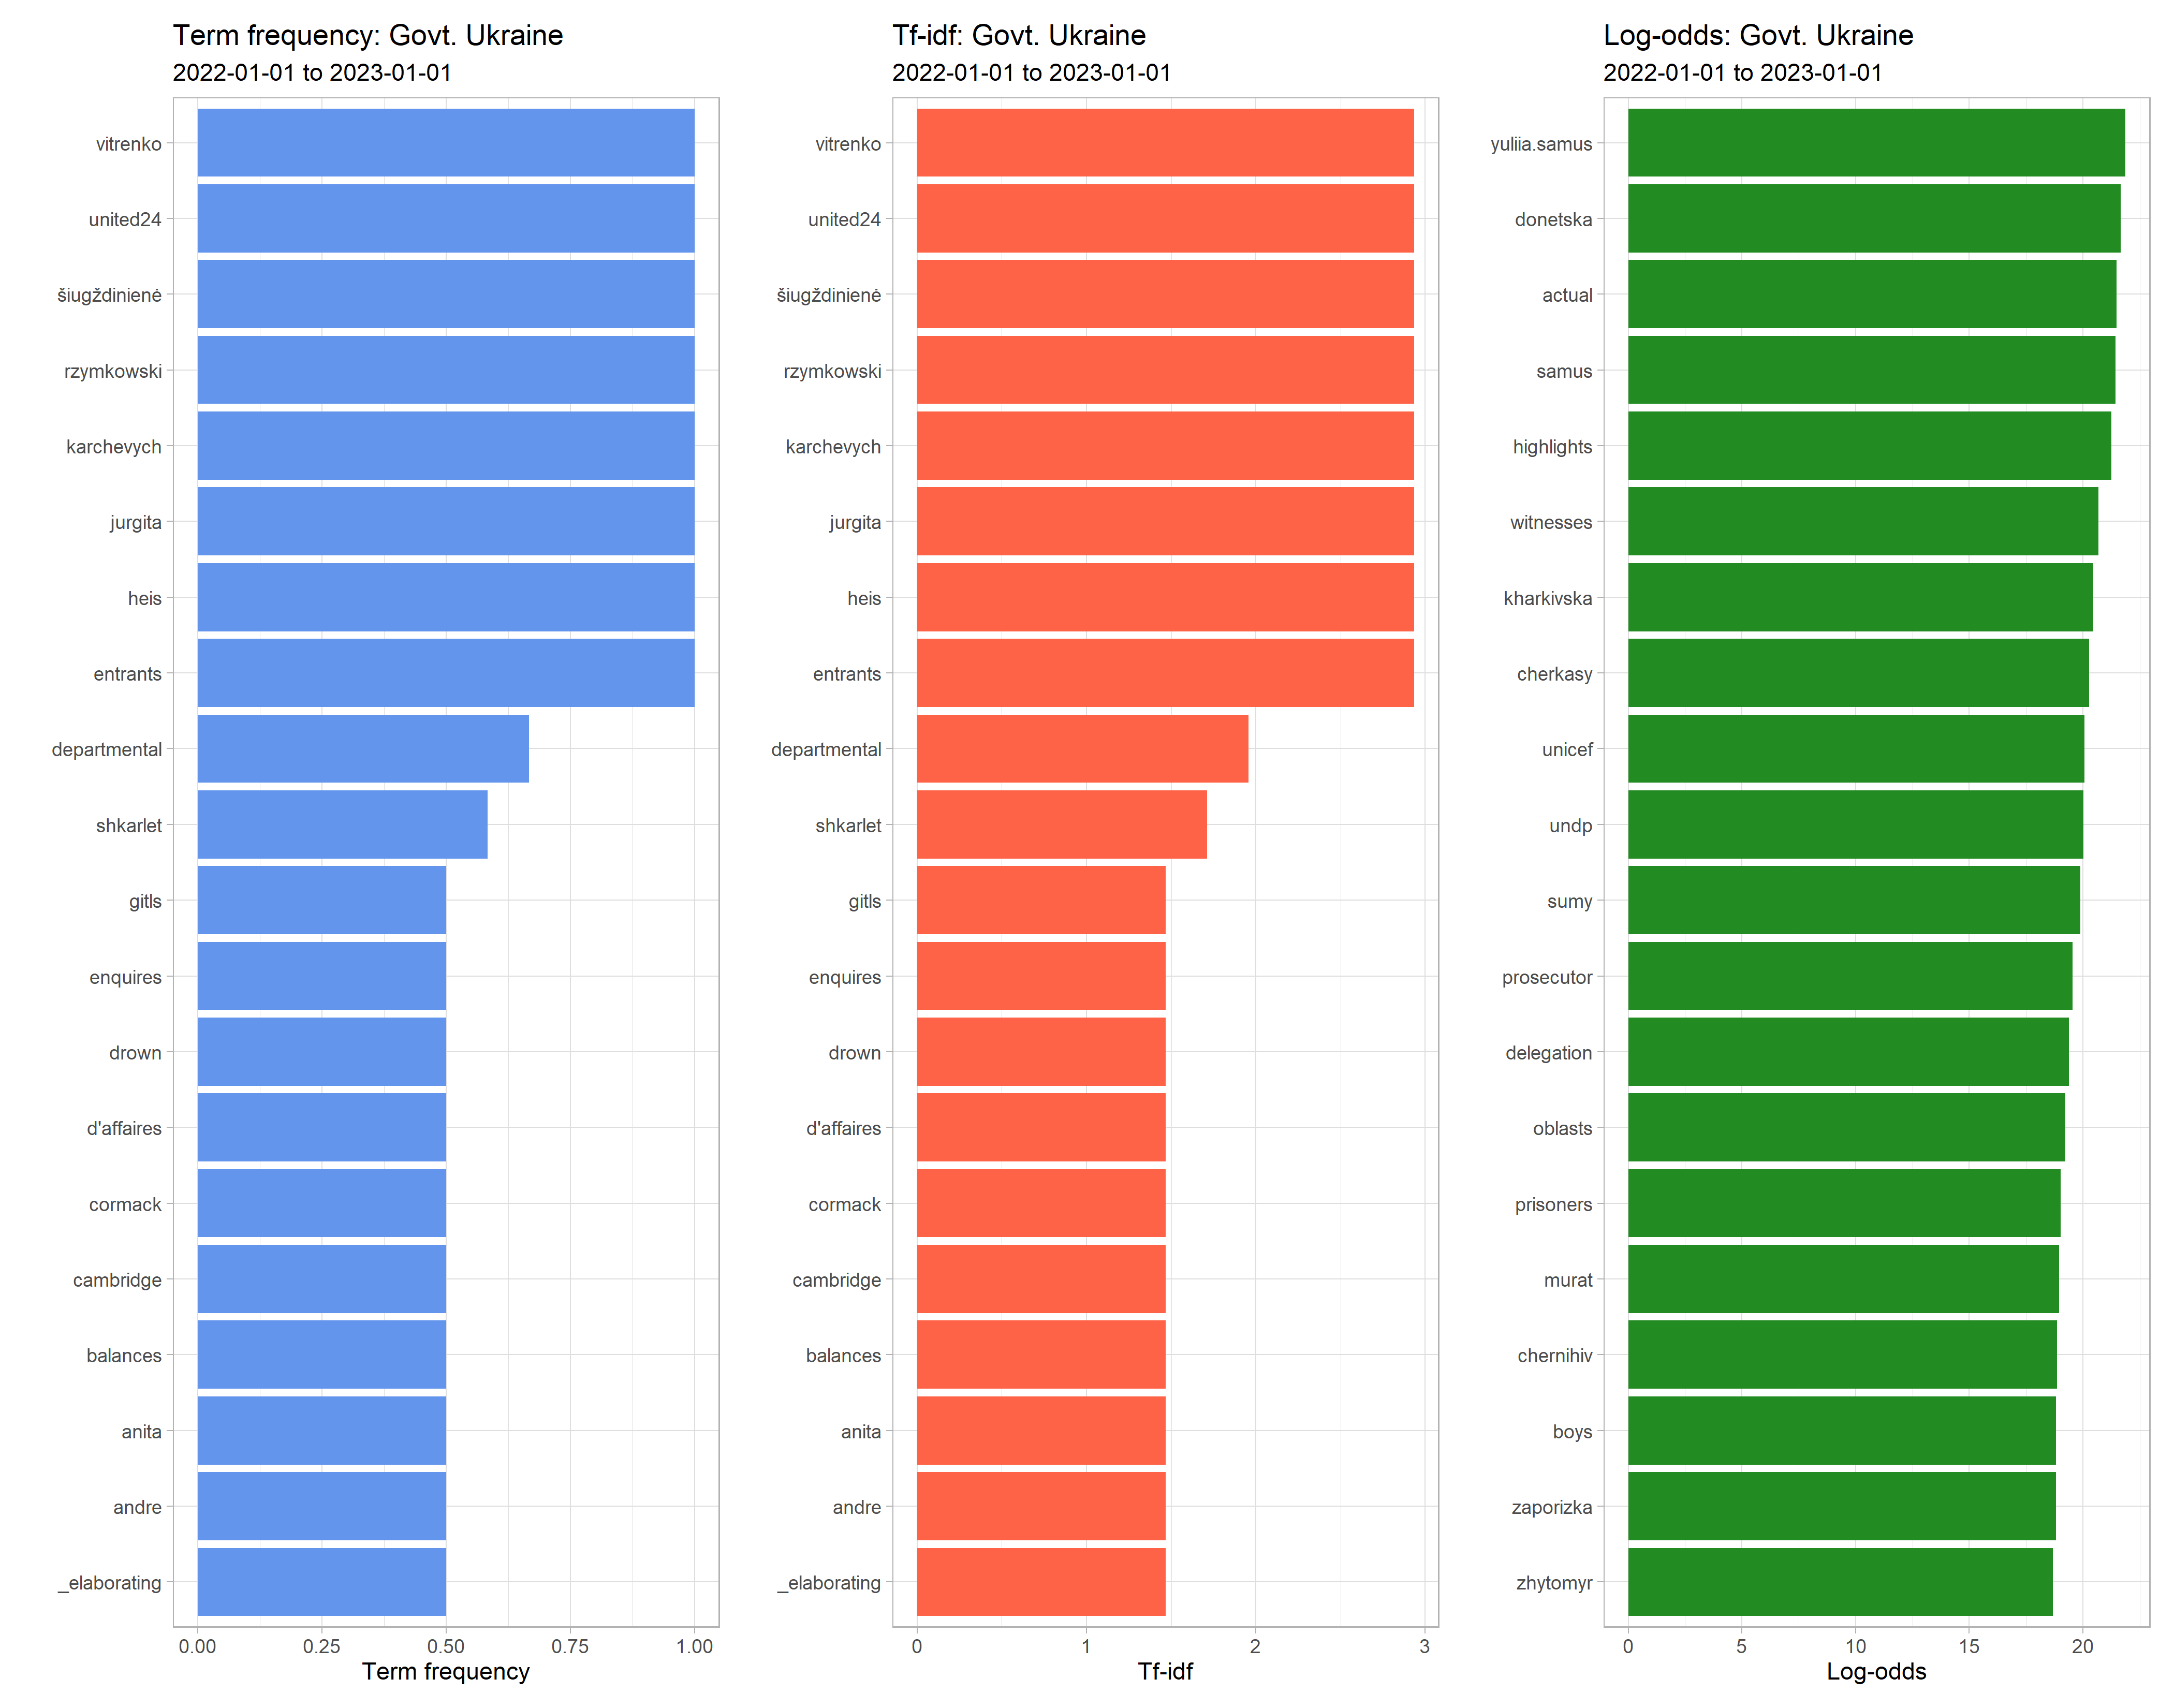 Term frequency: Govt. Ukraine
2022-01-01 to 2023-01-01
vitrenko
united24
šiugždinienė
rzymkowski
karchevych
jurgita
heis
entrants
departmental
shkarlet
gitls
enquires
drown
d'affaires
cormack
cambridge
balances
anita
andre
_elaborating
0.00 0.25 0.50 0.75 1.00
Term frequency
Tf-idf: Govt. Ukraine
2022-01-01 to 2023-01-01
vitrenko
united24
šiugždinienė
rzymkowski
karchevych
jurgita
heis
entrants
departmental
shkarlet
gitls
enquires
drown
d'affaires
cormack
cambridge
balances
anita
andre
_elaborating
0 1 2 3
Tf-idf
Log-odds: Govt. Ukraine
2022-01-01 to 2023-01-01
yuliia.samus
donetska
actual
samus
highlights
witnesses
kharkivska
cherkasy
unicef
undp
sumy
prosecutor
delegation
oblasts
prisoners
murat
chernihiv
boys
zaporizka
zhytomyr
0 5 10 15 20
Log-odds